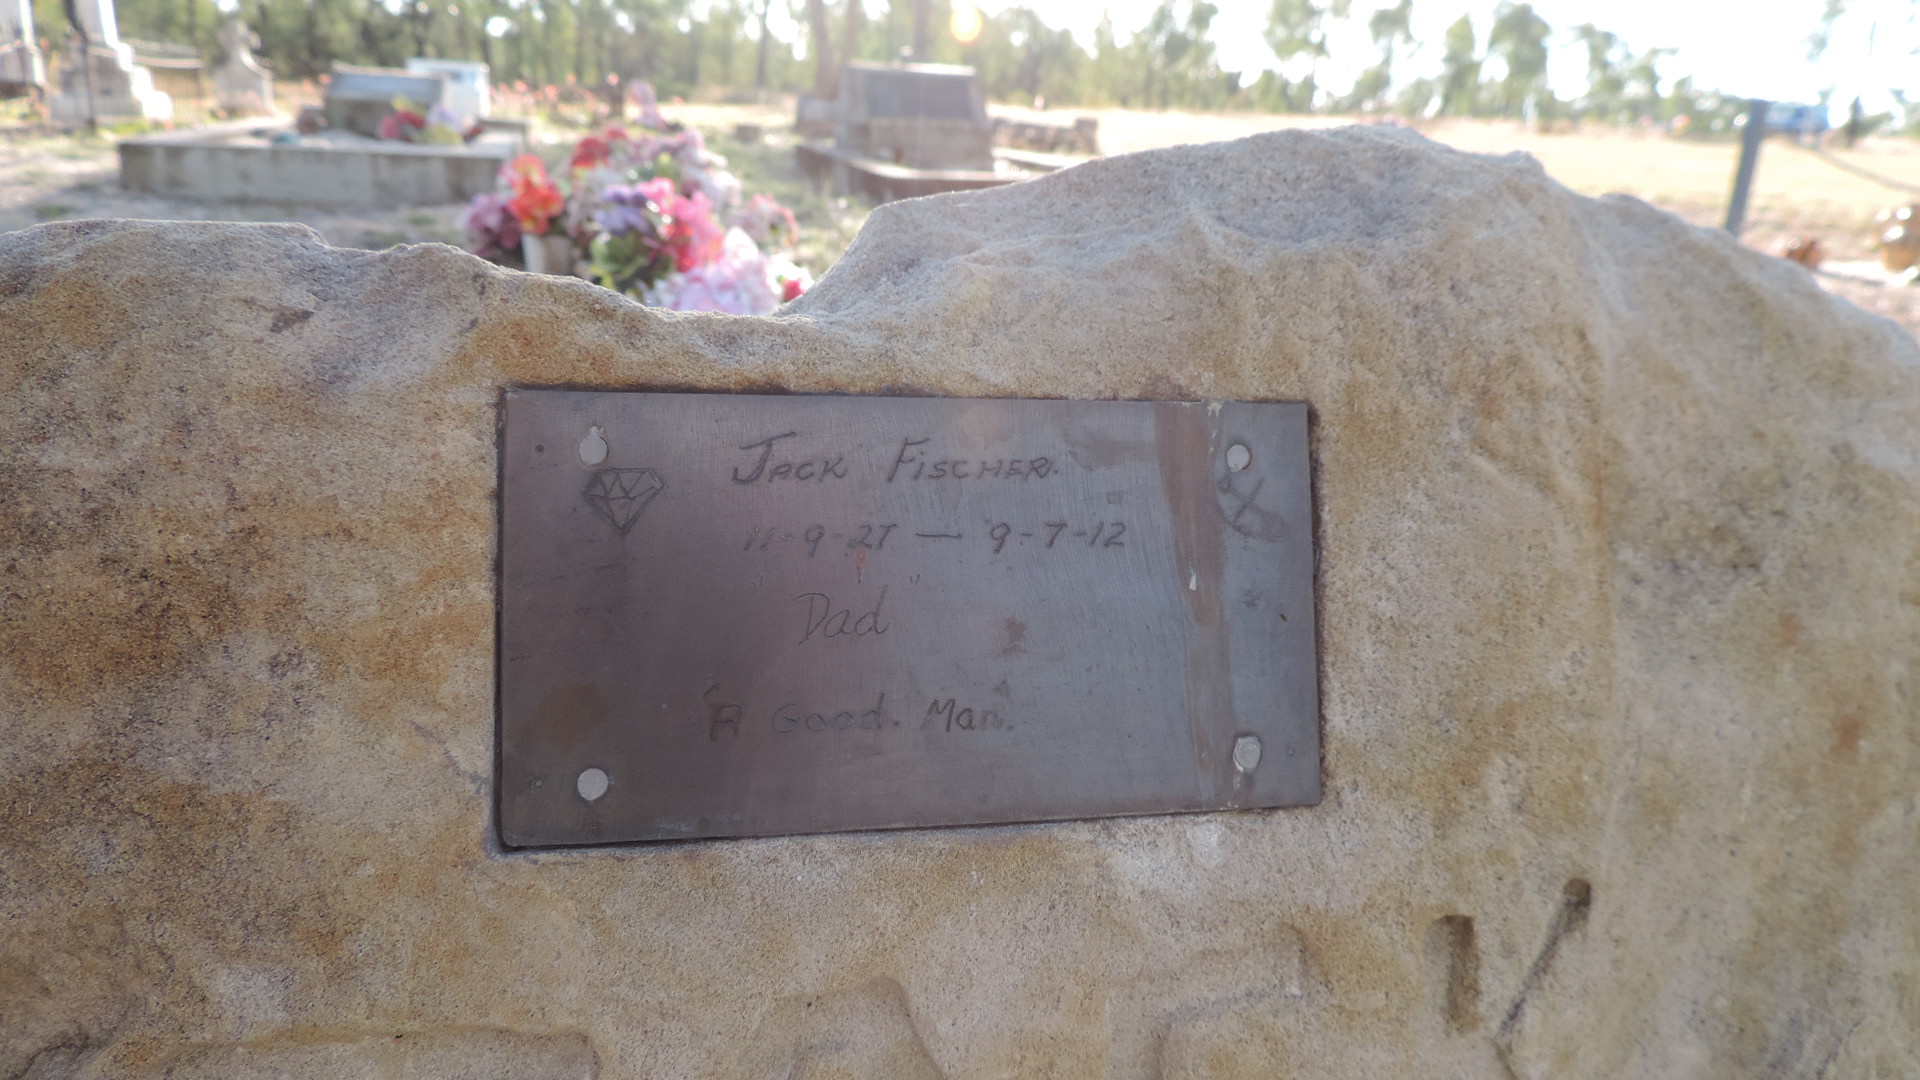 Jack Fischer.
11-9-27 — 9-7-12
"Dad"
"A Good. Man."